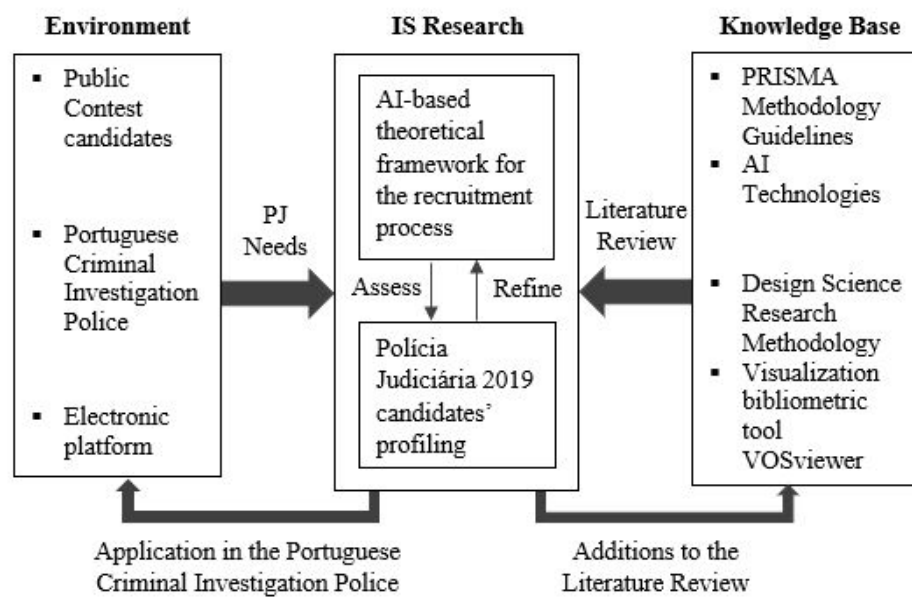 Environment
▪ Public
Contest
candidates
▪ Portuguese
Criminal
Investigation
Police
▪ Electronic
platform
PJ
Needs
IS Research
AI-based
theoretical
framework for
the recruitment
process
Assess
Refine
Polícia
Judiciária 2019
candidates’
profiling
Literature
Review
Knowledge Base
▪ PRISMA
Methodology
Guidelines
▪ AI
Technologies
▪ Design Science
Research
Methodology
▪ Visualization
bibliometric
tool
VOSviewer
Application in the Portuguese
Criminal Investigation Police
Additions to the
Literature Review